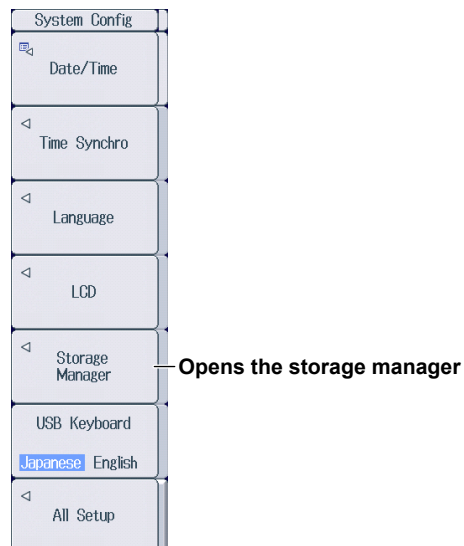 System Config
Date/Time
Time Synchro
Language
LCD
Storage
Manager
Opens the storage manager
USB Keyboard
Japanese English
All Setup